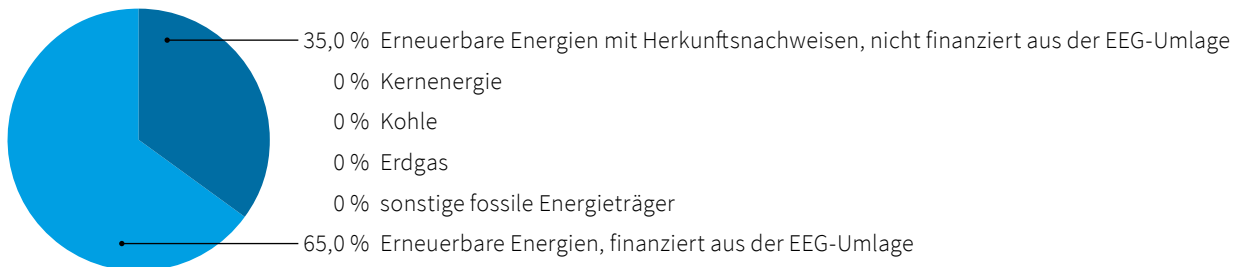 35,0 % Erneuerbare Energien mit Herkunftsnachweisen, nicht finanziert aus der EEG-Umlage
0 % Kernenergie
0 % Kohle
0 % Erdgas
0 % sonstige fossile Energieträger
65,0 % Erneuerbare Energien, finanziert aus der EEG-Umlage